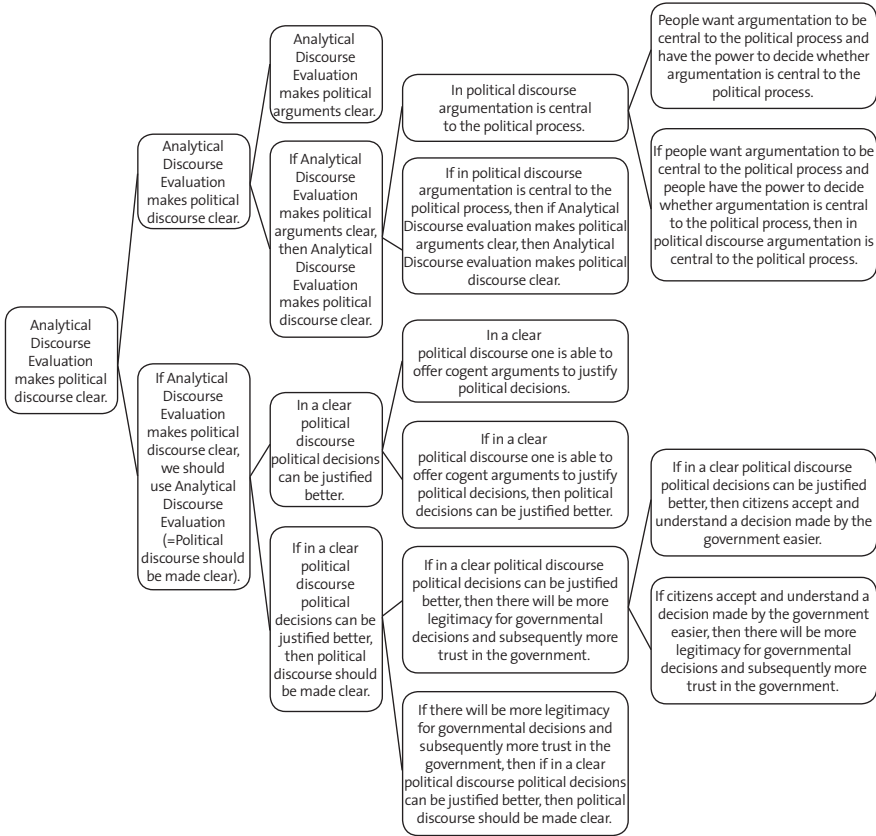 Analytical
Discourse
Evaluation
makes political
discourse clear.
Analytical
Discourse
Evaluation
makes political
discourse clear.
If Analytical
Discourse
Evaluation
makes political
discourse clear,
we should
use Analytical
Discourse
Evaluation
(=Political
discourse should
be made clear).
Analytical
Discourse
Evaluation
makes political
arguments clear.
If Analytical
Discourse
Evaluation
makes political
arguments clear,
then Analytical
Discourse
Evaluation
makes political
discourse clear.
In a clear
political
discourse
political decisions
can be justified
better.
If in a clear
political
discourse
political
decisions can be
justified better,
then political
discourse should
be made clear.
In political discourse
argumentation is central
to the political process.
If in political discourse
argumentation is central to the
political process, then if Analytical
Discourse evaluation makes political
arguments clear, then Analytical
Discourse evaluation makes political
discourse clear.
In a clear
political discourse one is able to
offer cogent arguments to justify
political decisions.
If in a clear
political discourse one is able to
offer cogent arguments to justify
political decisions, then political
decisions can be justified better.
If in a clear political discourse
political decisions can be justified
better, then there will be more
legitimacy for governmental
decisions and subsequently more
trust in the government.
If there will be more legitimacy
for governmental decisions and
subsequently more trust in the
government, then if in a clear
political discourse political decisions
can be justified better, then political
discourse should be made clear.
People want argumentation to be
central to the political process and
have the power to decide whether
argumentation is central to the
political process.
If people want argumentation to be
central to the political process and
people have the power to decide
whether argumentation is central
to the political process, then in
political discourse argumentation is
central to the political process.
If in a clear political discourse
political decisions can be justified
better, then citizens accept and
understand a decision made by the
government easier.
If citizens accept and understand a
decision made by the government
easier, then there will be more
legitimacy for governmental
decisions and subsequently more
trust in the government.